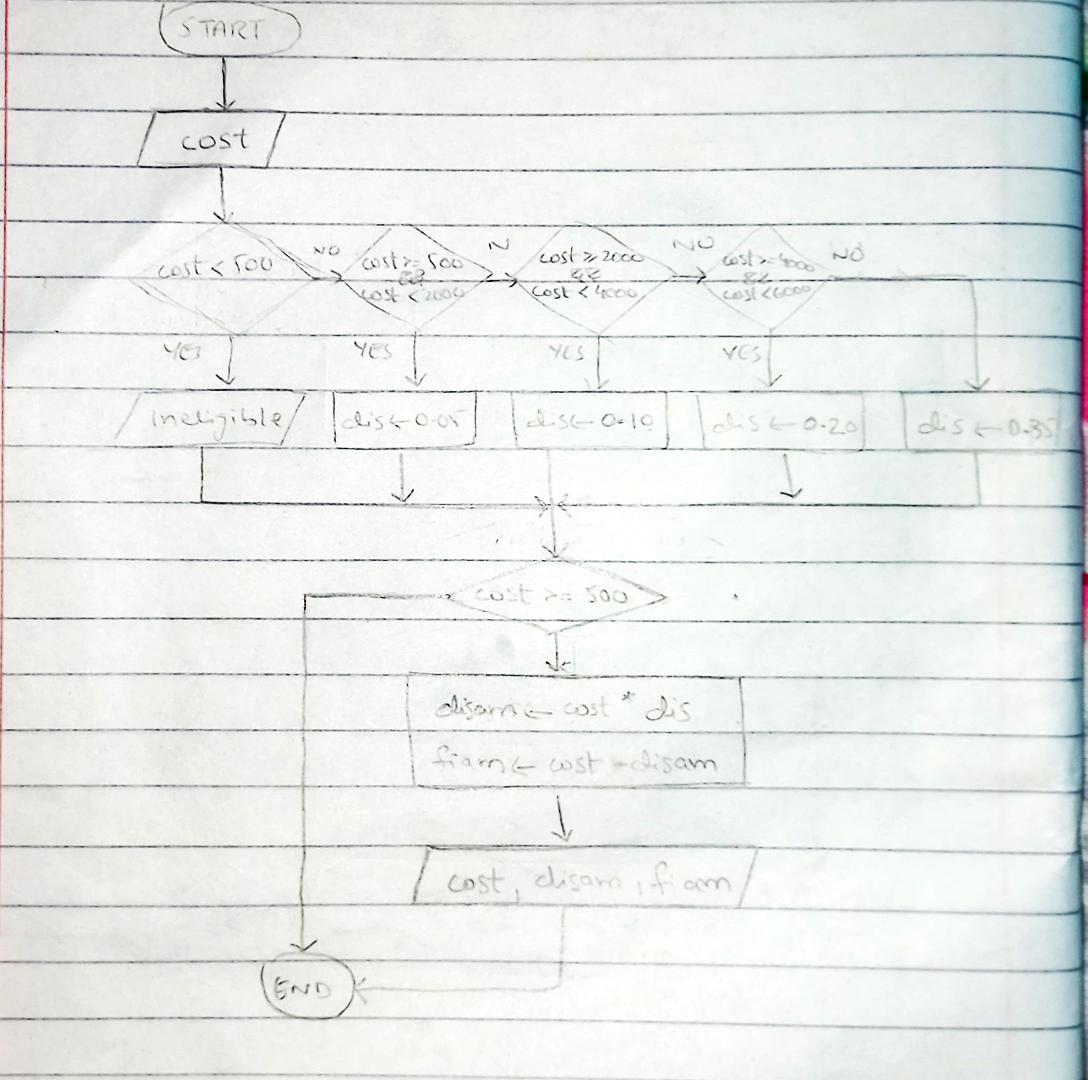 START
cost
cost < 500
NO
cost >= 500
&&
cost < 2000
N
cost ≥ 2000
&&
cost < 4000
NO
cost >= 4000
&&
cost < 6000
NO
YES
YES
YES
YES
Ineligible
dis ← 0.05
dis ← 0.10
dis ← 0.20
dis ← 0.35
cost >= 500
disam ← cost * dis
fiam ← cost - disam
cost, disam, fiam
END